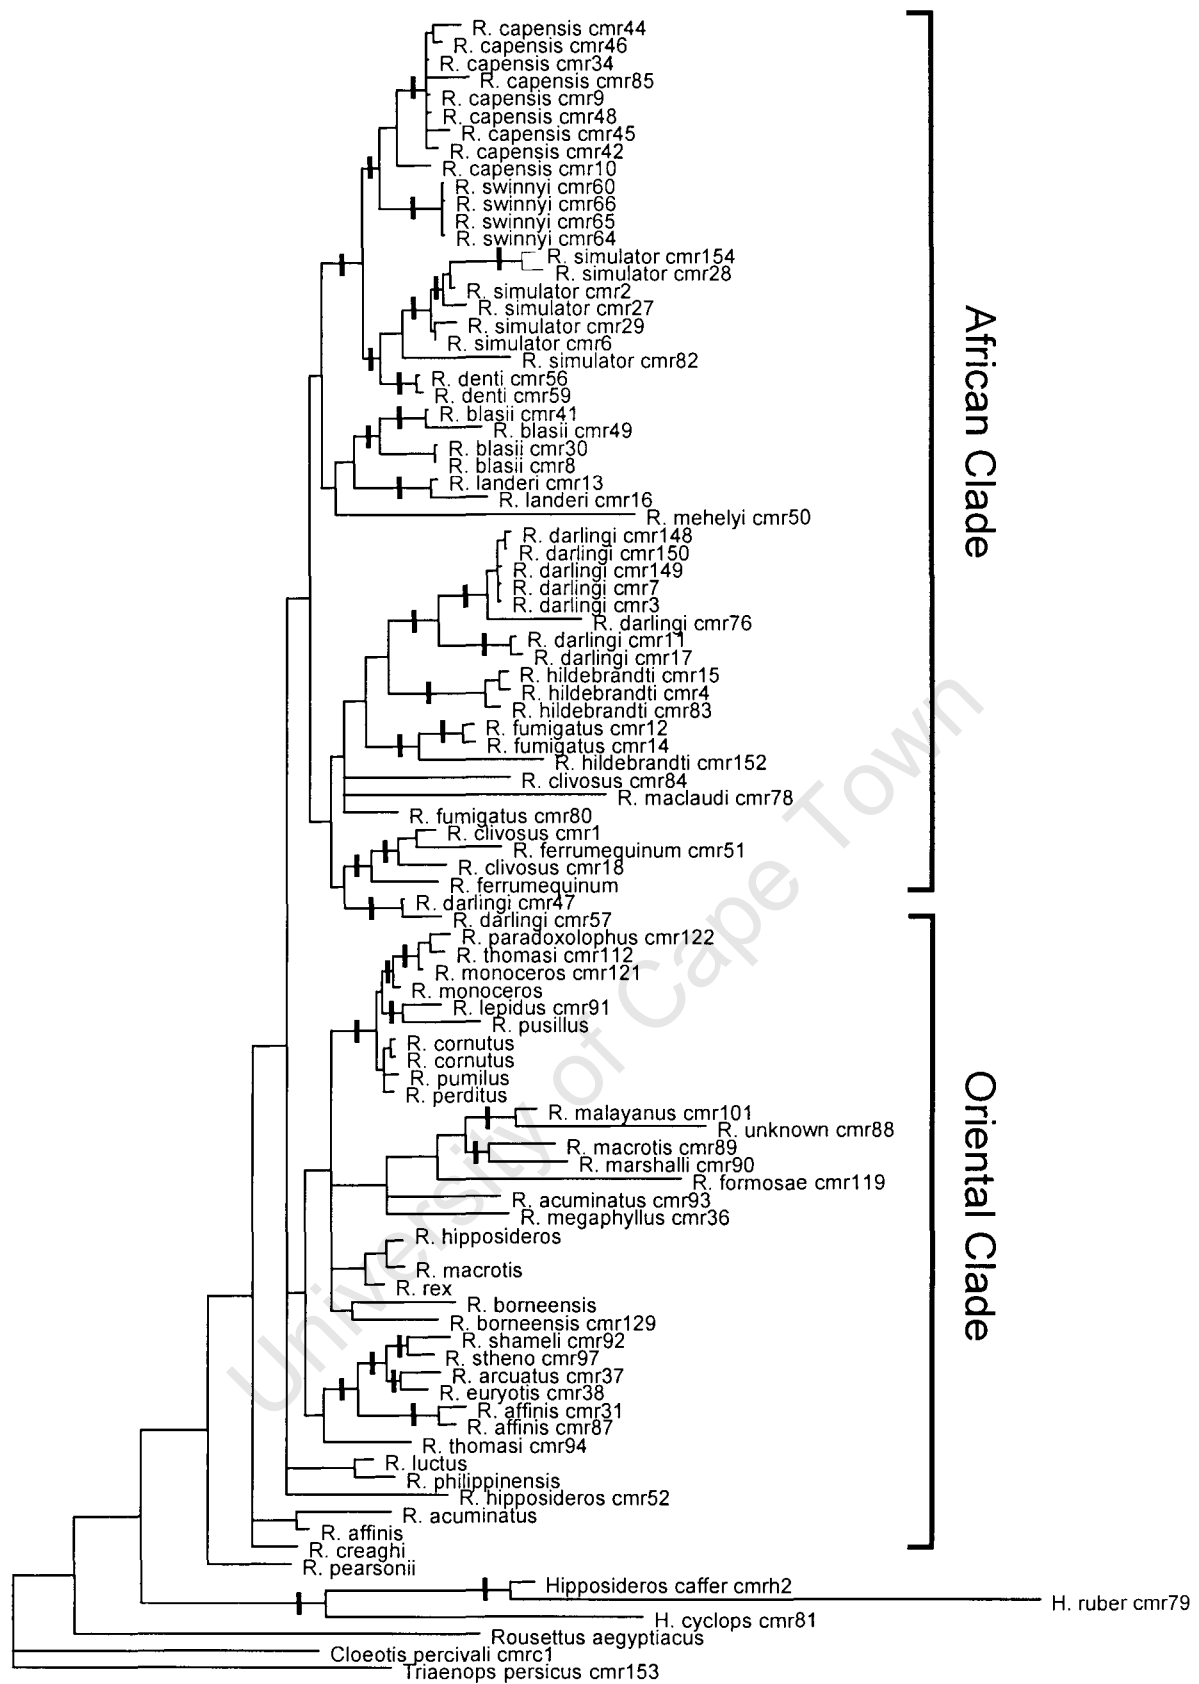 R. capensis cmr44
R. capensis cmr46
R. capensis cmr34
R. capensis cmr85
R. capensis cmr9
R. capensis cmr48
R. capensis cmr45
R. capensis cmr42
R. capensis cmr10
R. swinnyi cmr60
R. swinnyi cmr66
R. swinnyi cmr65
R. swinnyi cmr64
R. simulator cmr154
R. simulator cmr28
R. simulator cmr2
R. simulator cmr27
R. simulator cmr29
R. simulator cmr6
R. simulator cmr82
R. denti cmr56
R. denti cmr59
R. blasii cmr41
R. blasii cmr49
R. blasii cmr30
R. blasii cmr8
R. landeri cmr13
R. landeri cmr16
R. mehelyi cmr50
R. darlingi cmr148
R. darlingi cmr150
R. darlingi cmr149
R. darlingi cmr7
R. darlingi cmr3
R. darlingi cmr76
R. darlingi cmr11
R. darlingi cmr17
R. hildebrandti cmr15
R. hildebrandti cmr4
R. hildebrandti cmr83
R. fumigatus cmr12
R. fumigatus cmr14
R. hildebrandti cmr152
R. clivosus cmr84
R. maclaudi cmr78
R. fumigatus cmr80
R. clivosus cmr1
R. ferrumequinum cmr51
R. clivosus cmr18
R. ferrumequinum
R. darlingi cmr47
R. darlingi cmr57
African Clade
R. paradoxolophus cmr122
R. thomasi cmr112
R. monoceros cmr121
R. monoceros
R. lepidus cmr91
R. pusillus
R. cornutus
R. cornutus
R. pumilus
R. perditus
R. malayanus cmr101
R. unknown cmr88
R. macrotis cmr89
R. marshalli cmr90
R. formosae cmr119
R. acuminatus cmr93
R. megaphyllus cmr36
R. hipposideros
R. macrotis
R. rex
R. borneensis
R. borneensis cmr129
R. shameli cmr92
R. stheno cmr97
R. arcuatus cmr37
R. euryotis cmr38
R. affinis cmr31
R. affinis cmr87
R. thomasi cmr94
R. luctus
R. philippinensis
R. hipposideros cmr52
R. acuminatus
R. affinis
R. creaghi
Oriental Clade
R. pearsonii
Hipposideros caffer cmrh2
H. ruber cmr79
H. cyclops cmr81
Rousettus aegyptiacus
Cloeotis percivali cmrc1
Triaenops persicus cmr153
University of Cape Town